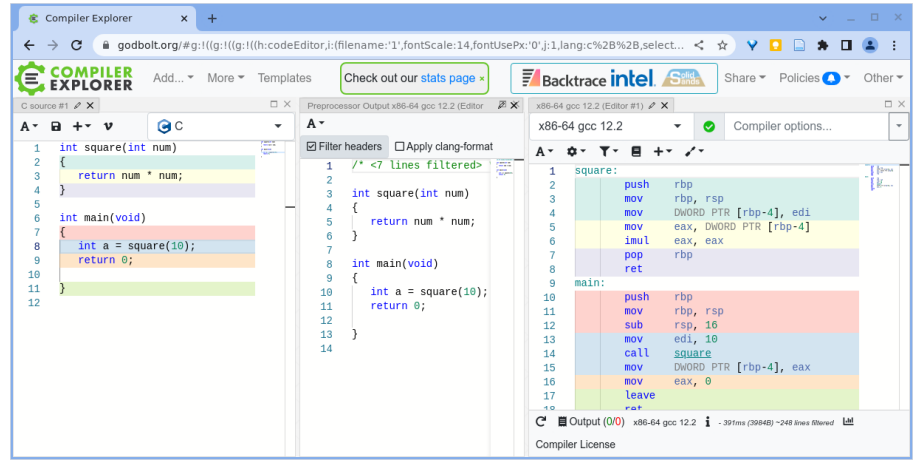 Compiler Explorer × +
godbolt.org/#g:!((g:!((g:!((h:codeEditor,i:(filename:'1',fontScale:14,fontUsePx:'0',j:1,lang:c%2B%2B,select...
COMPILER EXPLORER Add... More Templates Check out our stats page × Backtrace intel. Solid Sands Share Policies Other
C source #1
A C
1 int square(int num)
2 {
3 return num * num;
4 }
5
6 int main(void)
7 {
8 int a = square(10);
9 return 0;
10
11 }
12
Preprocessor Output x86-64 gcc 12.2 (Editor
A
Filter headers Apply clang-format
1 /* <7 lines filtered>
2
3 int square(int num)
4 {
5 return num * num;
6 }
7
8 int main(void)
9 {
10 int a = square(10);
11 return 0;
12
13 }
14
x86-64 gcc 12.2 (Editor #1)
x86-64 gcc 12.2 Compiler options...
A
1 square:
2 push rbp
3 mov rbp, rsp
4 mov DWORD PTR [rbp-4], edi
5 mov eax, DWORD PTR [rbp-4]
6 imul eax, eax
7 pop rbp
8 ret
9 main:
10 push rbp
11 mov rbp, rsp
12 sub rsp, 16
13 mov edi, 10
14 call square
15 mov DWORD PTR [rbp-4], eax
16 mov eax, 0
17 leave
18 ret
Output (0/0) x86-64 gcc 12.2 i - 391ms (3984B) ~248 lines filtered
Compiler License